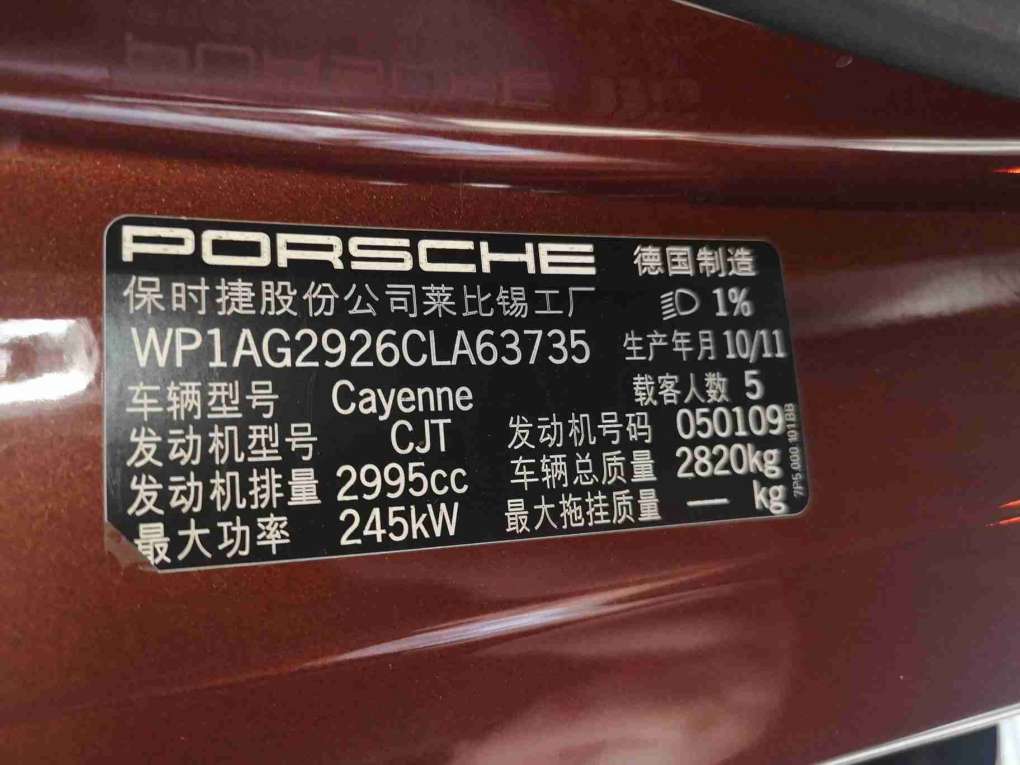 PORSCHE 德国制造
保时捷股份公司莱比锡工厂 1%
WP1AG2926CLA63735 生产年月 10/11
车辆型号 Cayenne 载客人数 5
发动机型号 CJT 发动机号码 050109
发动机排量 2995cc 车辆总质量 2820kg
最大功率 245kW 最大拖挂质量 — kg
7P5.000.101BB